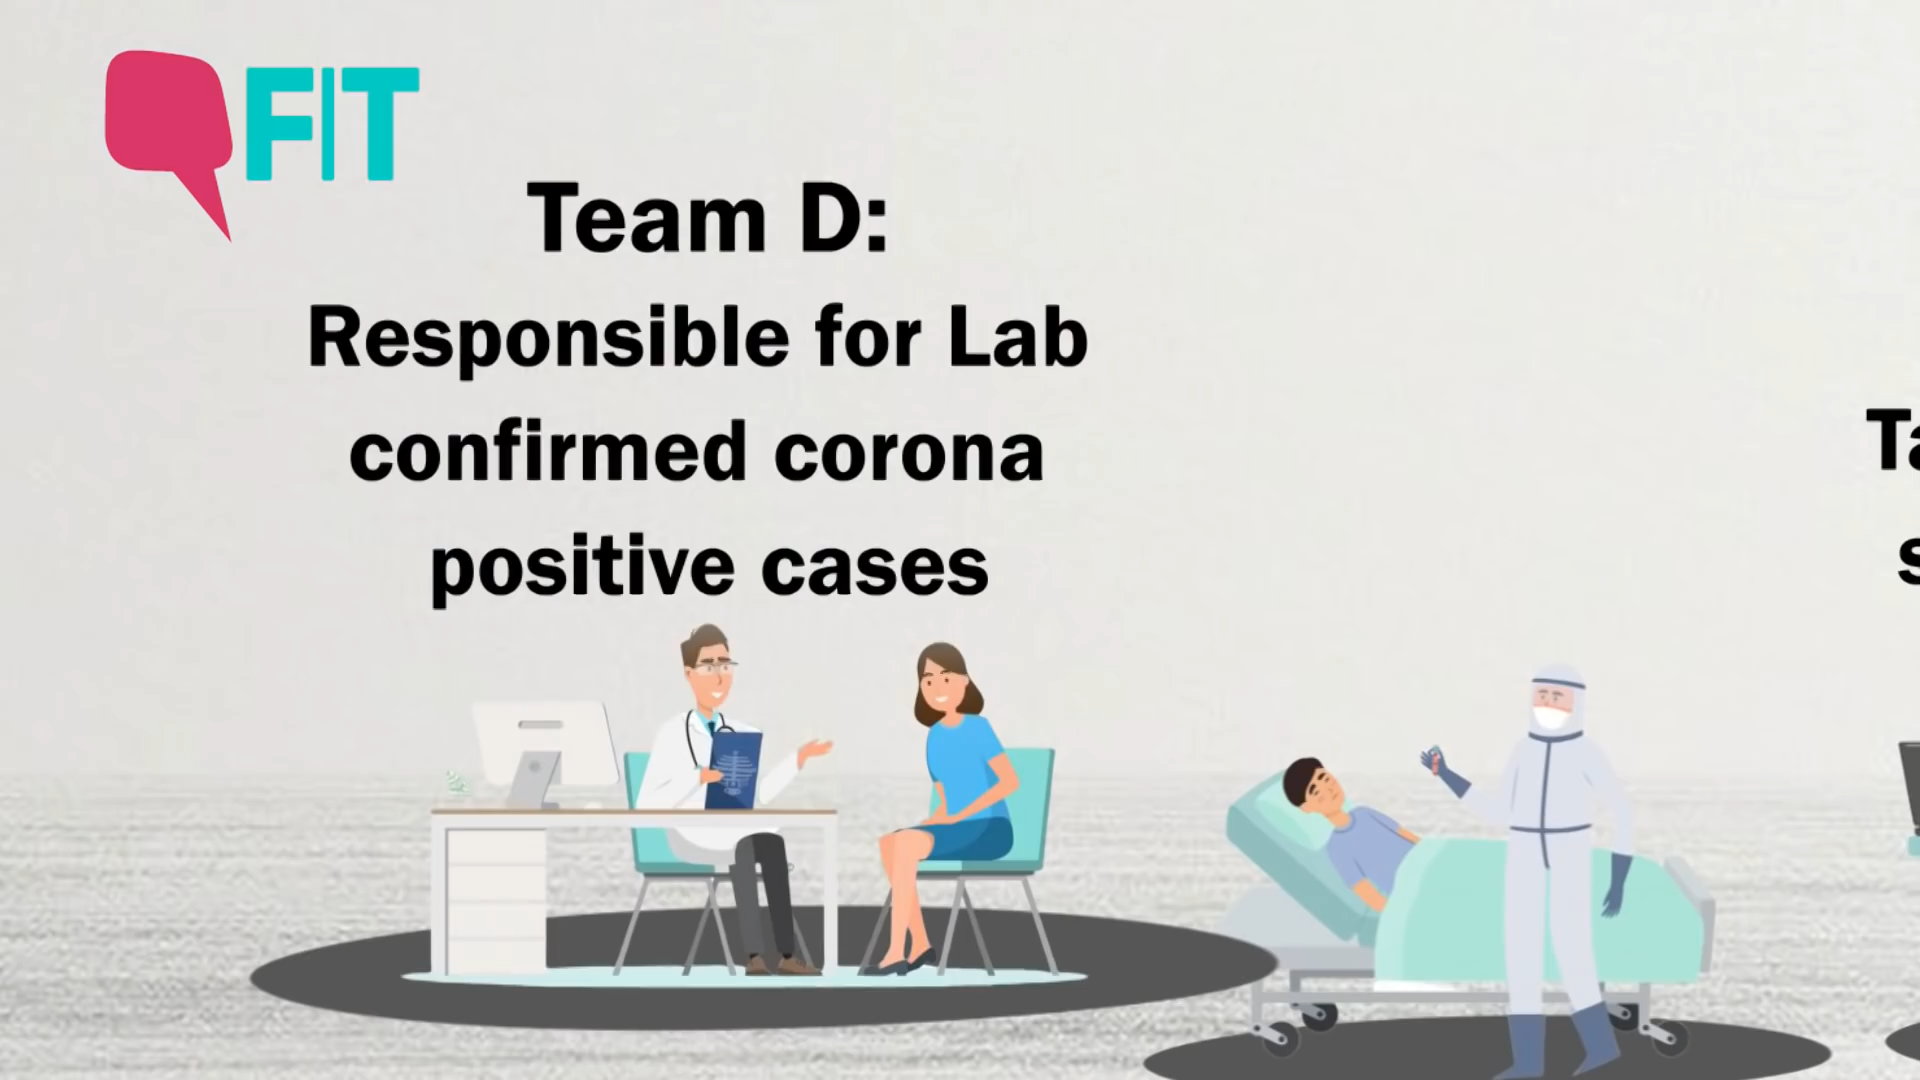 FIT
Team D:
Responsible for Lab
confirmed corona
positive cases